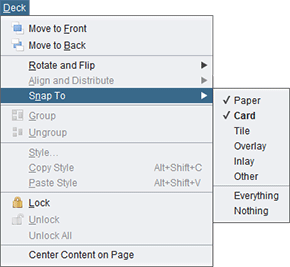 Deck
Move to Front
Move to Back
Rotate and Flip
Align and Distribute
Snap To
Paper
Card
Tile
Overlay
Inlay
Other
Everything
Nothing
Group
Ungroup
Style...
Copy Style Alt+Shift+C
Paste Style Alt+Shift+V
Lock
Unlock
Unlock All
Center Content on Page